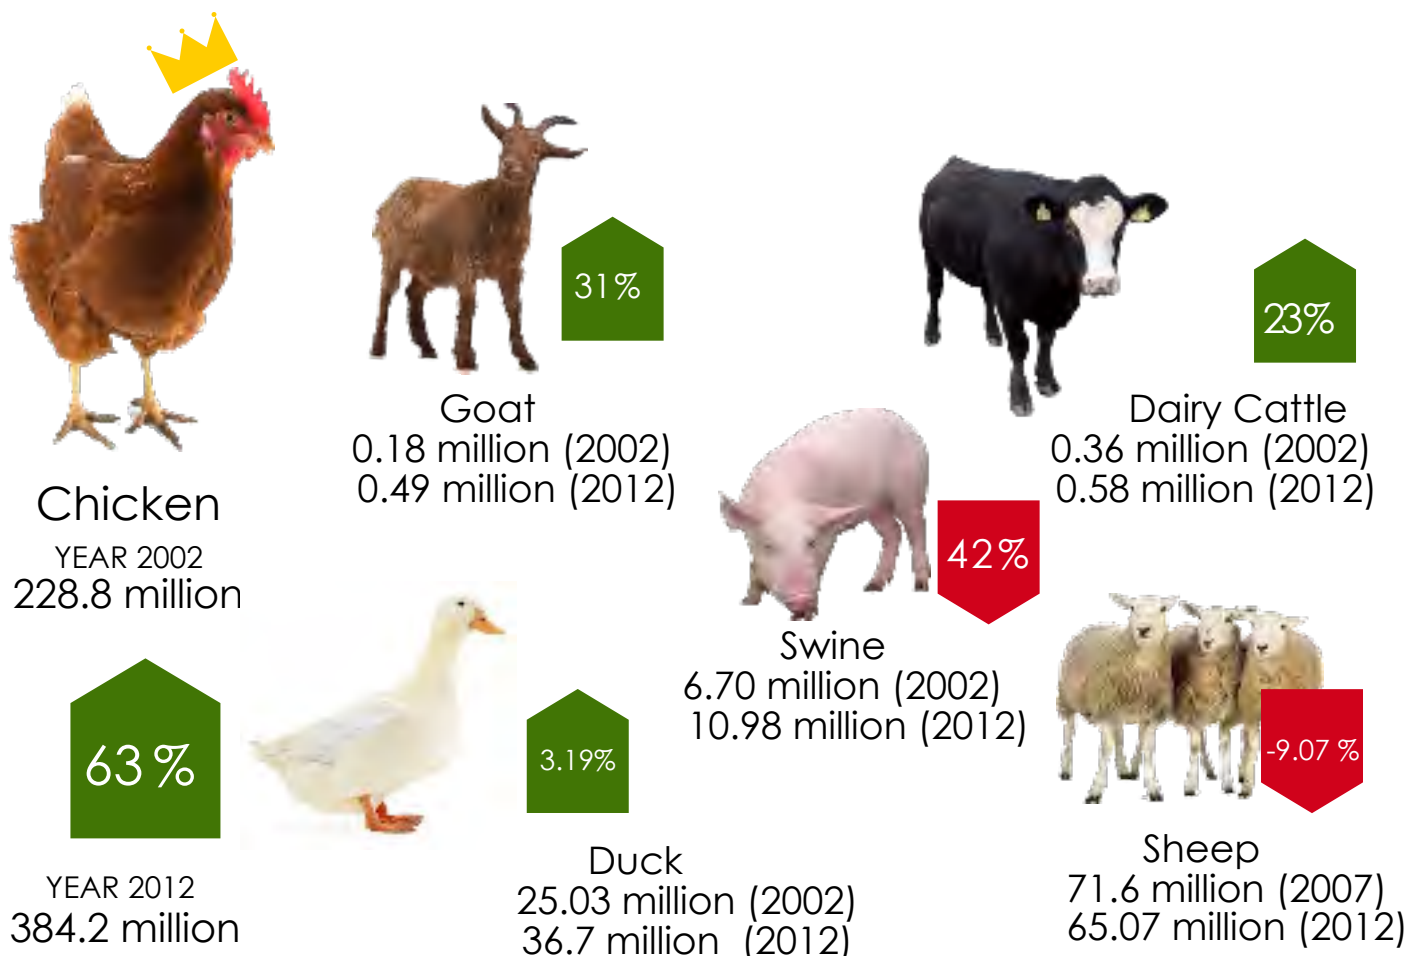 Chicken
YEAR 2002
228.8 million
63%
YEAR 2012
384.2 million
31%
Goat
0.18 million (2002)
0.49 million (2012)
23%
Dairy Cattle
0.36 million (2002)
0.58 million (2012)
42%
Swine
6.70 million (2002)
10.98 million (2012)
3.19%
Duck
25.03 million (2002)
36.7 million (2012)
-9.07 %
Sheep
71.6 million (2007)
65.07 million (2012)